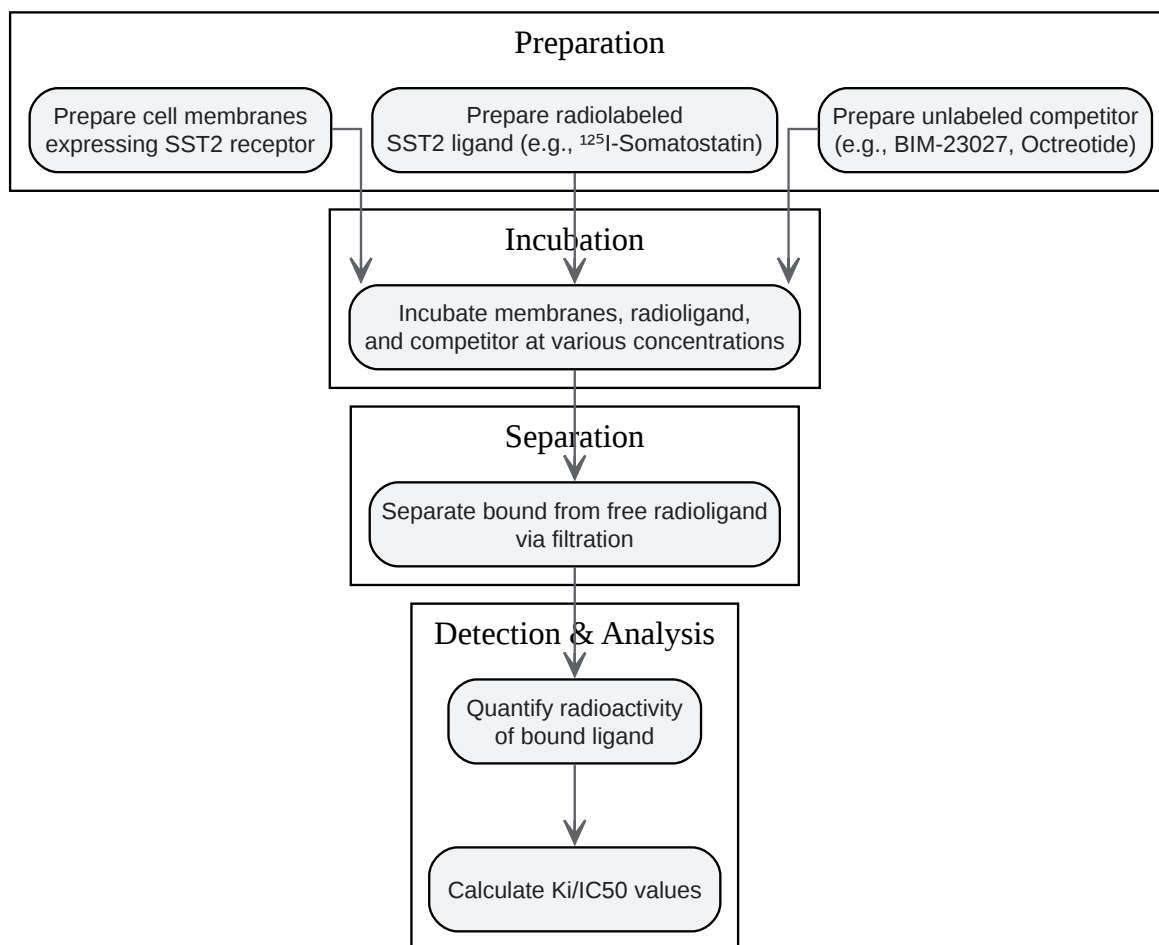 Preparation
Prepare cell membranes
expressing SST2 receptor
Prepare radiolabeled
SST2 ligand (e.g., ¹²⁵I-Somatostatin)
Prepare unlabeled competitor
(e.g., BIM-23027, Octreotide)
Incubation
Incubate membranes, radioligand,
and competitor at various concentrations
Separation
Separate bound from free radioligand
via filtration
Detection & Analysis
Quantify radioactivity
of bound ligand
Calculate Ki/IC50 values